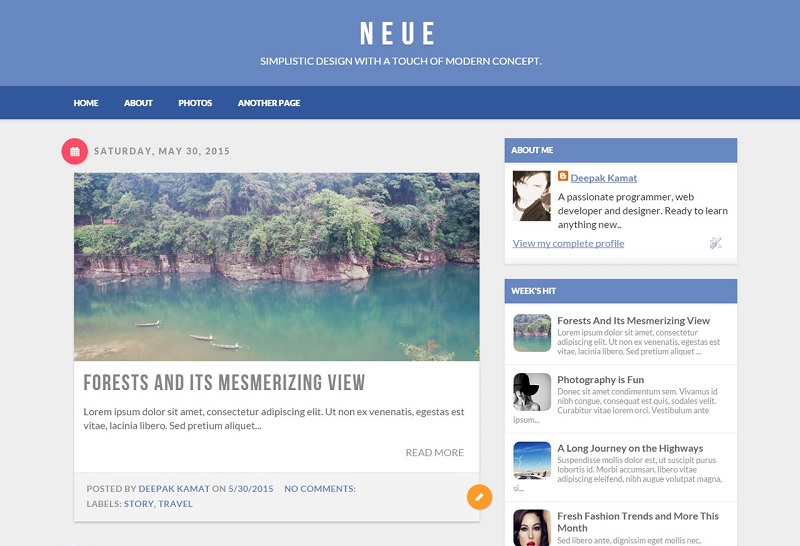 NEUE
SIMPLISTIC DESIGN WITH A TOUCH OF MODERN CONCEPT.
HOME ABOUT PHOTOS ANOTHER PAGE
SATURDAY, MAY 30, 2015
FORESTS AND ITS MESMERIZING VIEW
Lorem ipsum dolor sit amet, consectetur adipiscing elit. Ut non ex venenatis, egestas est
vitae, lacinia libero. Sed pretium aliquet...
READ MORE
POSTED BY DEEPAK KAMAT ON 5/30/2015 NO COMMENTS:
LABELS: STORY, TRAVEL
ABOUT ME
Deepak Kamat
A passionate programmer, web
developer and designer. Ready to learn
anything new..
View my complete profile
WEEK'S HIT
Forests And Its Mesmerizing View
Lorem ipsum dolor sit amet, consectetur
adipiscing elit. Ut non ex venenatis, egestas est
vitae, lacinia libero. Sed pretium aliquet ...
Photography is Fun
Donec sit amet condimentum sem. Vivamus id
nibh congue, consequat est quis, sodales velit.
Curabitur vitae lorem orci. Vestibulum ante
ipsum...
A Long Journey on the Highways
Suspendisse mollis dolor est, ut suscipit purus
lobortis id. Morbi accumsan, libero vitae
adipiscing eleifend, nibh augue volutpat magna,
si...
Fresh Fashion Trends and More This
Month
Sed libero ante, dignissim eget mollis nec,